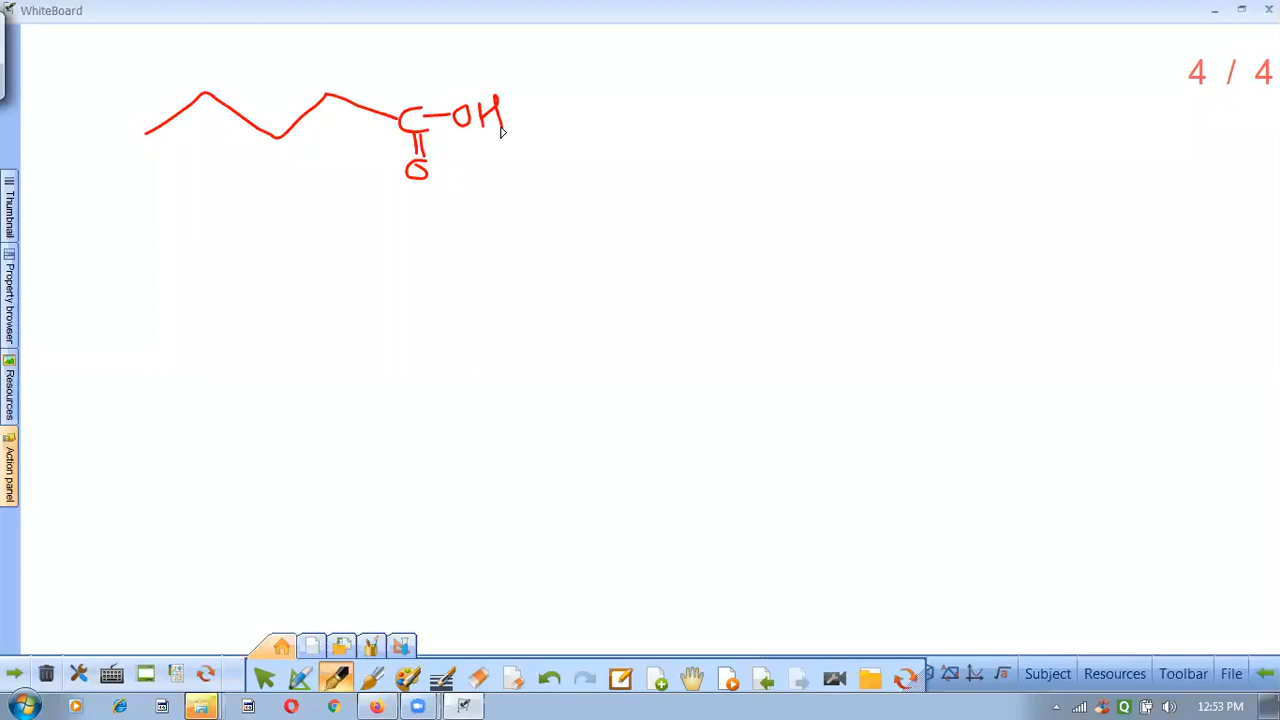 WhiteBoard
4 / 4
C-OH
O
Thumbnail
Property browser
Resources
Action panel
Subject
Resources
Toolbar
File
12:53 PM